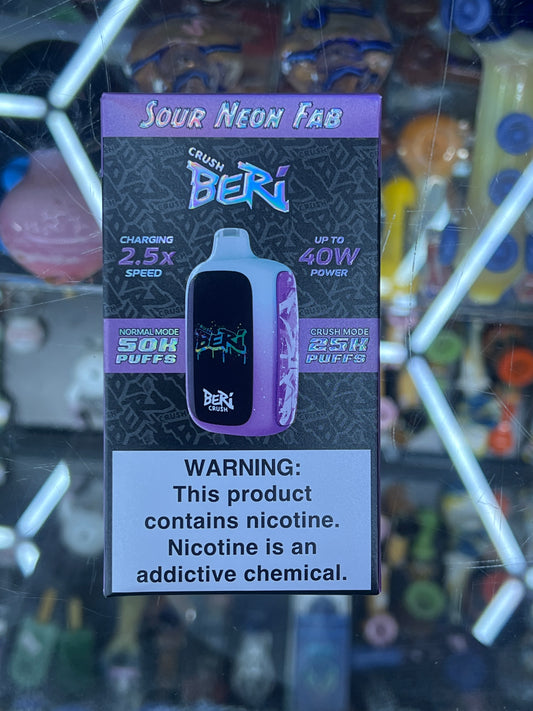 SOUR NEON FAB
CRUSH
BERi
CHARGING
2.5x
SPEED
UP TO
40W
POWER
NORMAL MODE
50K
PUFFS
CRUSH MODE
25K
PUFFS
BERi
BERi
CRUSH
WARNING:
This product
contains nicotine.
Nicotine is an
addictive chemical.